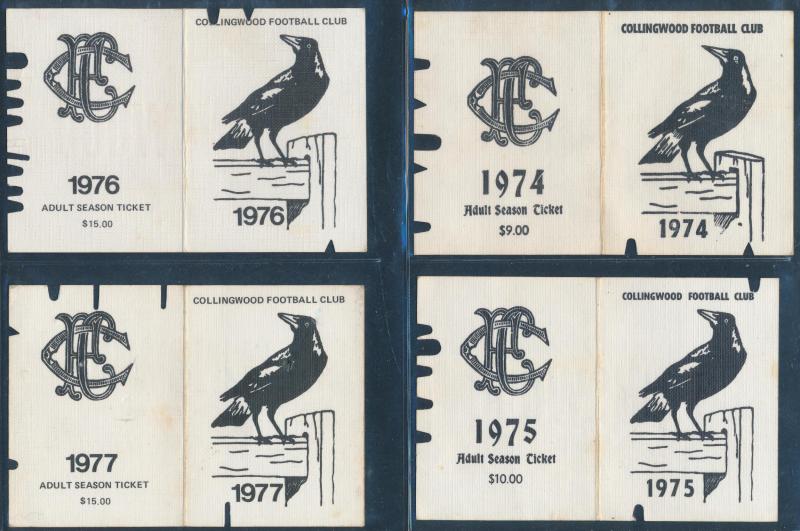 1976
ADULT SEASON TICKET
$15.00
COLLINGWOOD FOOTBALL CLUB
1976
1974
Adult Season Ticket
$9.00
COLLINGWOOD FOOTBALL CLUB
1974
1977
ADULT SEASON TICKET
$15.00
COLLINGWOOD FOOTBALL CLUB
1977
1975
Adult Season Ticket
$10.00
COLLINGWOOD FOOTBALL CLUB
1975